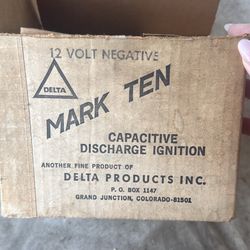 12 VOLT NEGATIVE
DELTA
MARK TEN
CAPACITIVE
DISCHARGE IGNITION
ANOTHER FINE PRODUCT OF
DELTA PRODUCTS INC.
P. O. BOX 1147
GRAND JUNCTION, COLORADO-81501